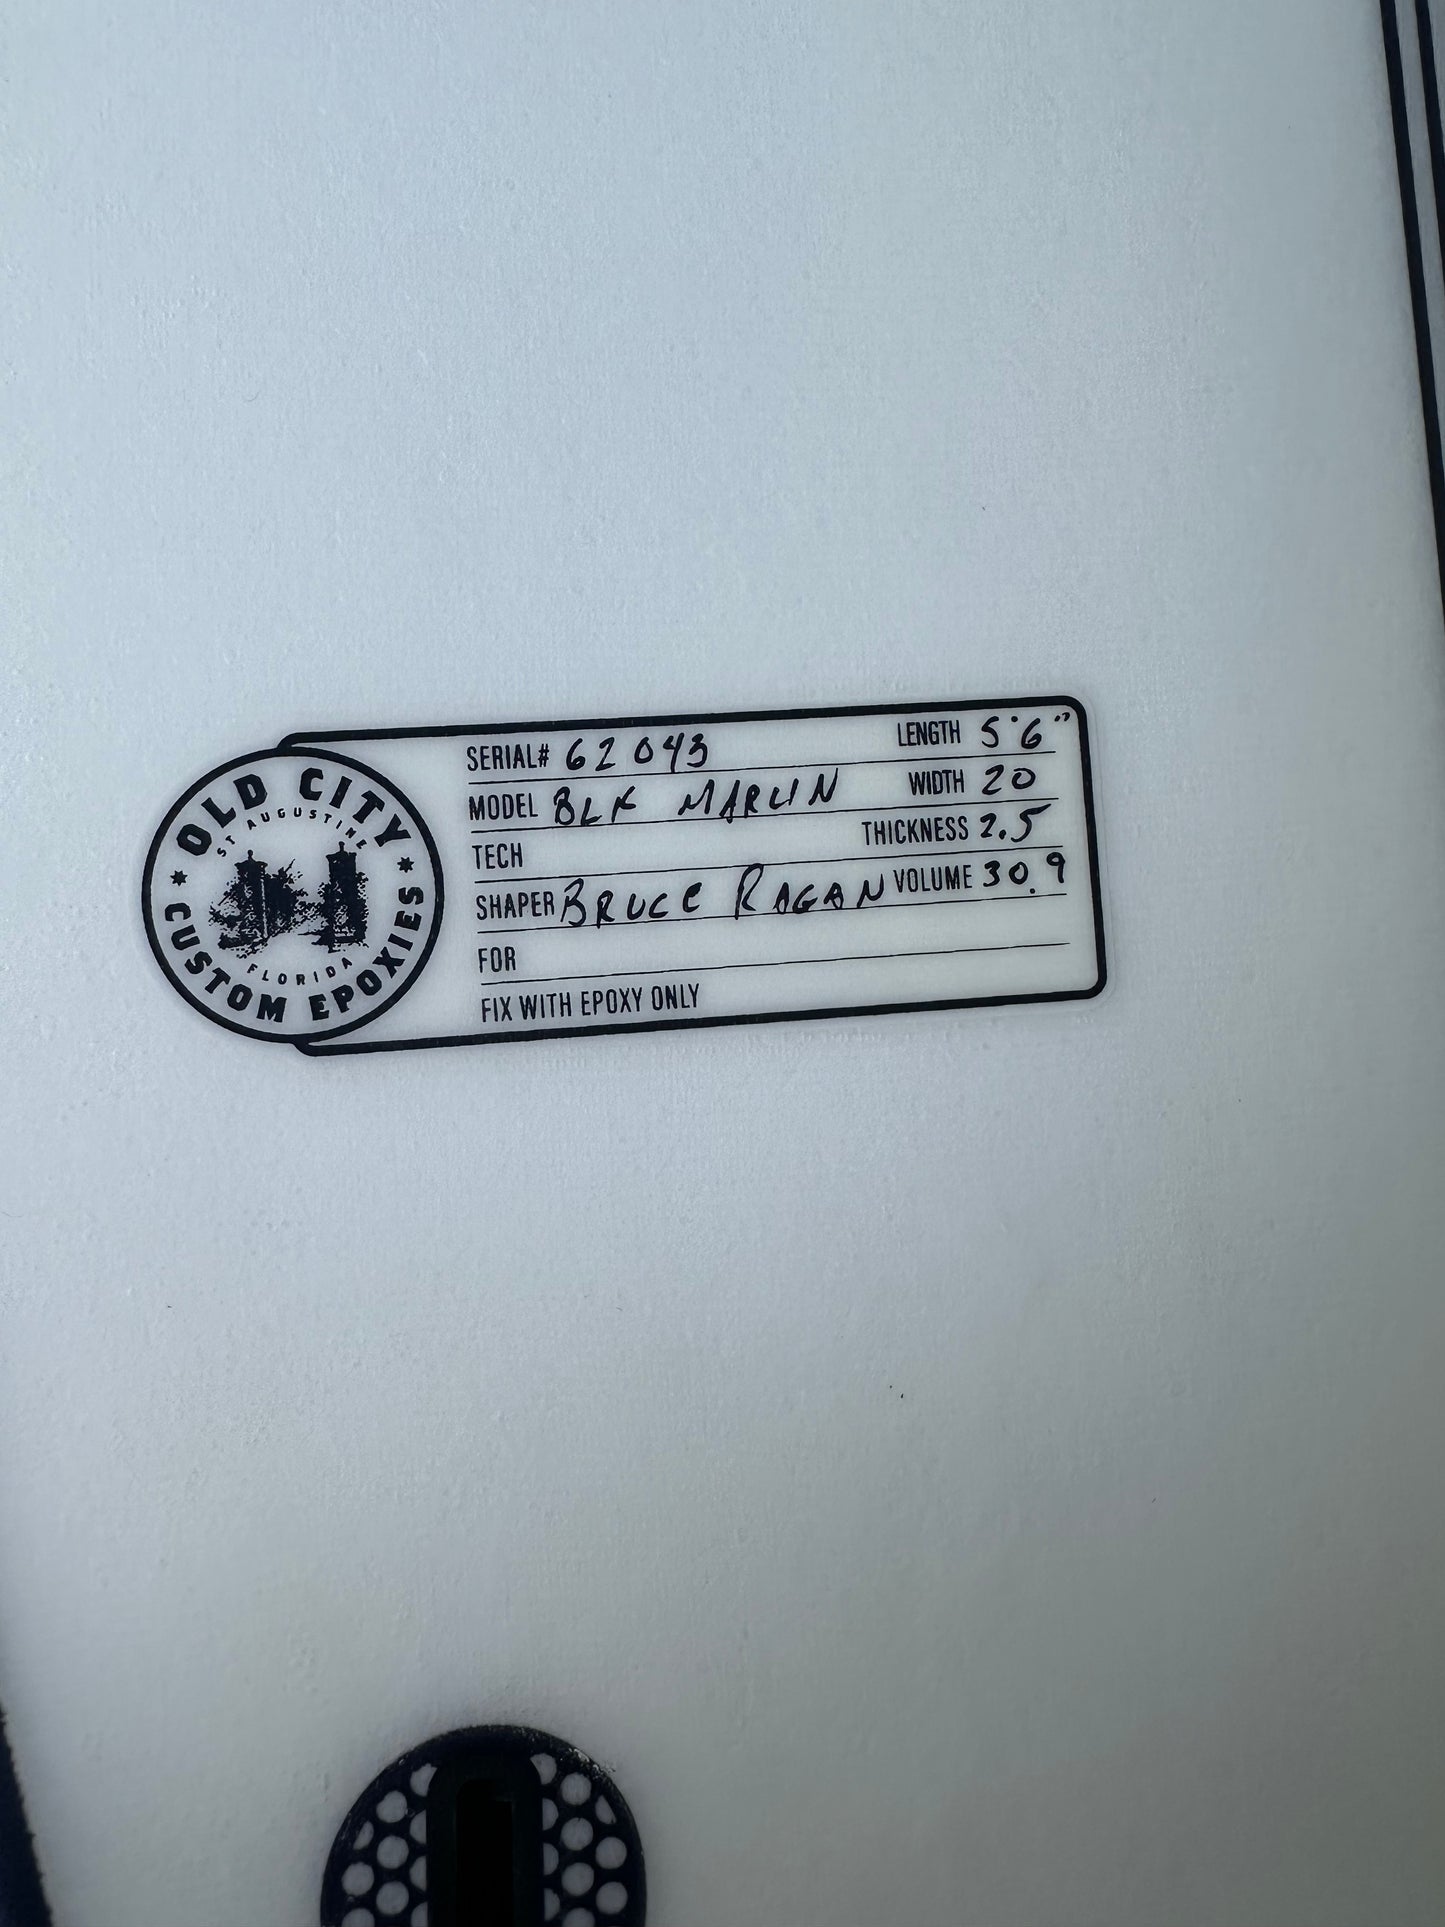 OLD CITY
ST AUGUSTINE
FLORIDA
CUSTOM EPOXIES
SERIAL# 62043 LENGTH 5'6"
MODEL BLK MARLIN WIDTH 20
TECH THICKNESS 2.5
SHAPER BRUCE RAGAN VOLUME 30.9
FOR
FIX WITH EPOXY ONLY